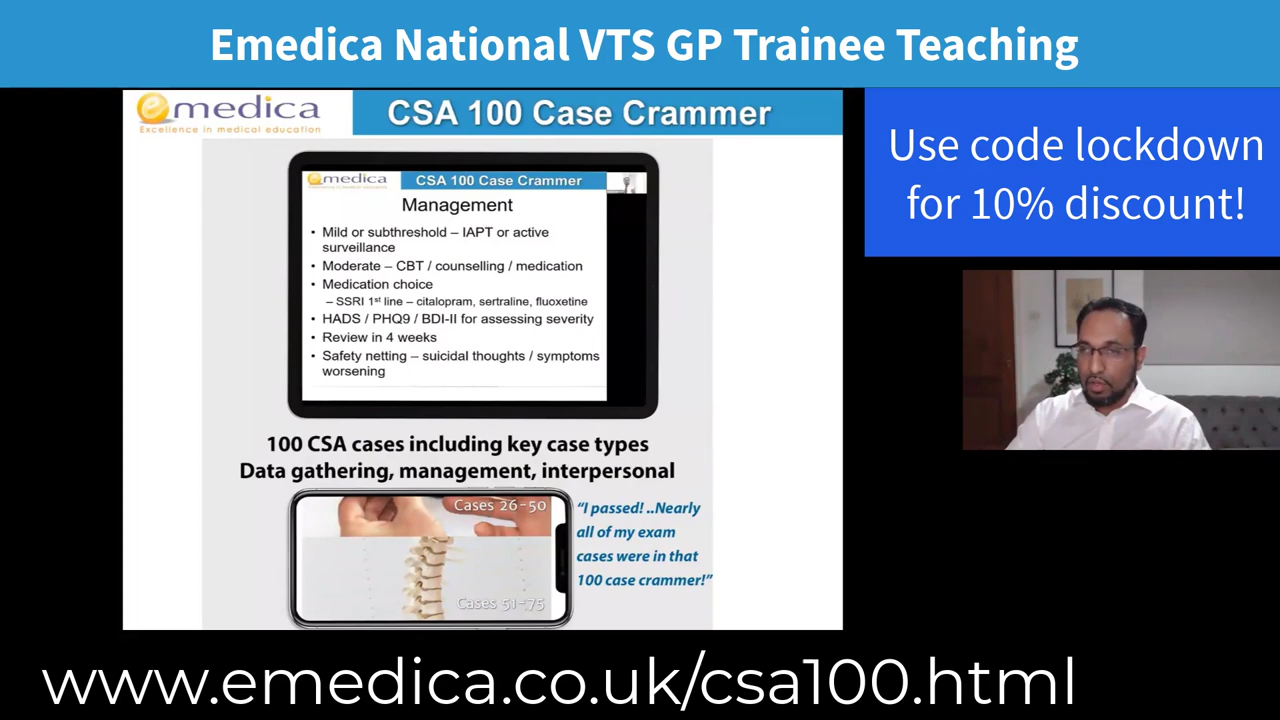 Emedica National VTS GP Trainee Teaching
emedica
Excellence in medical education
CSA 100 Case Crammer
Use code lockdown
for 10% discount!
emedica
CSA 100 Case Crammer
Management
• Mild or subthreshold – IAPT or active
surveillance
• Moderate – CBT / counselling / medication
• Medication choice
– SSRI 1st line – citalopram, sertraline, fluoxetine
• HADS / PHQ9 / BDI-II for assessing severity
• Review in 4 weeks
• Safety netting – suicidal thoughts / symptoms
worsening
100 CSA cases including key case types
Data gathering, management, interpersonal
Cases 26-50
Cases 51-75
“I passed! ..Nearly
all of my exam
cases were in that
100 case crammer!”
www.emedica.co.uk/csa100.html